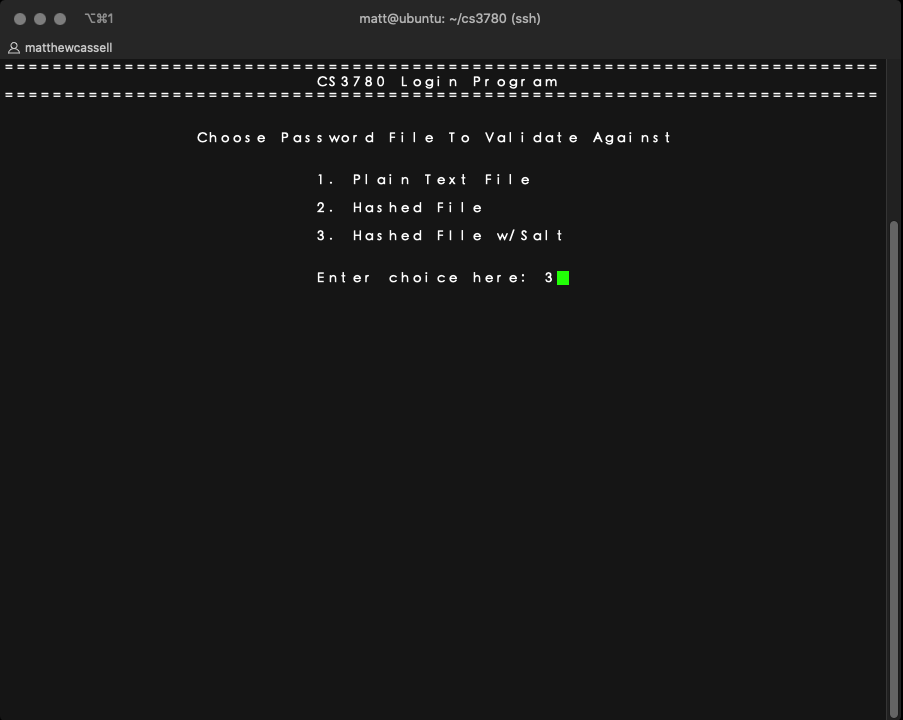 ⌥⌘1 matt@ubuntu: ~/cs3780 (ssh)
matthewcassell
=========================================================================
CS3780 Login Program
=========================================================================
Choose Password File To Validate Against
1. Plain Text File
2. Hashed File
3. Hashed FIle w/Salt
Enter choice here: 3